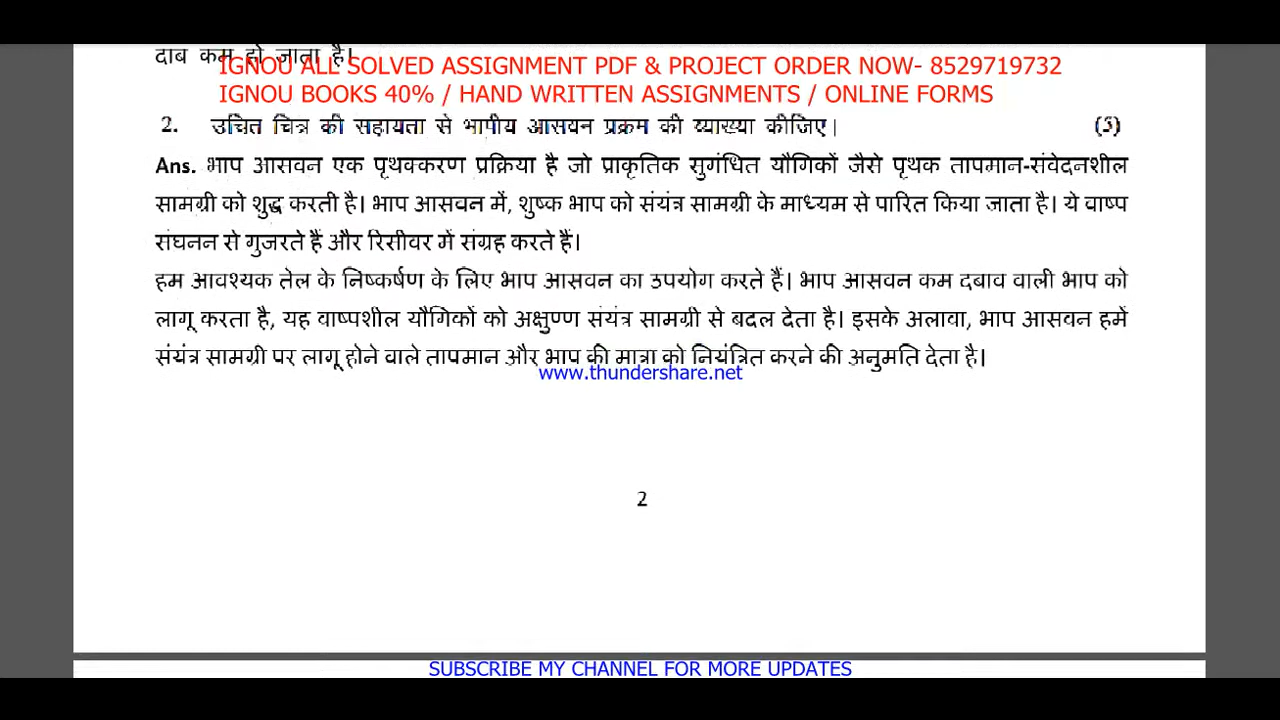 दाब कम हो जाता है।
IGNOU ALL SOLVED ASSIGNMENT PDF & PROJECT ORDER NOW- 8529719732
IGNOU BOOKS 40% / HAND WRITTEN ASSIGNMENTS / ONLINE FORMS
2. उचित चित्र की सहायता से भापीय आसवन प्रक्रम की व्याख्या कीजिए। (5)
Ans. भाप आसवन एक पृथक्करण प्रक्रिया है जो प्राकृतिक सुगंधित यौगिकों जैसे पृथक तापमान-संवेदनशील
सामग्री को शुद्ध करती है। भाप आसवन में, शुष्क भाप को संयंत्र सामग्री के माध्यम से पारित किया जाता है। ये वाष्प
संघनन से गुजरते हैं और रिसीवर में संग्रह करते हैं।
हम आवश्यक तेल के निष्कर्षण के लिए भाप आसवन का उपयोग करते हैं। भाप आसवन कम दबाव वाली भाप को
लागू करता है, यह वाष्पशील यौगिकों को अक्षुण्ण संयंत्र सामग्री से बदल देता है। इसके अलावा, भाप आसवन हमें
संयंत्र सामग्री पर लागू होने वाले तापमान और भाप की मात्रा को नियंत्रित करने की अनुमति देता है।
www.thundershare.net
2
SUBSCRIBE MY CHANNEL FOR MORE UPDATES